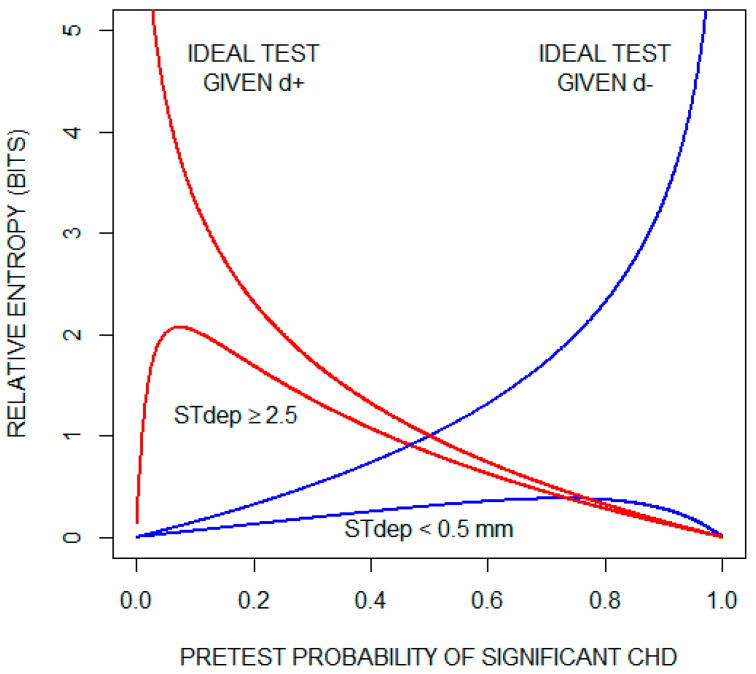 IDEAL TEST
GIVEN d+
IDEAL TEST
GIVEN d-
STdep ≥ 2.5
STdep < 0.5 mm
RELATIVE ENTROPY (BITS)
5
4
3
2
1
0
0.0 0.2 0.4 0.6 0.8 1.0
PRETEST PROBABILITY OF SIGNIFICANT CHD